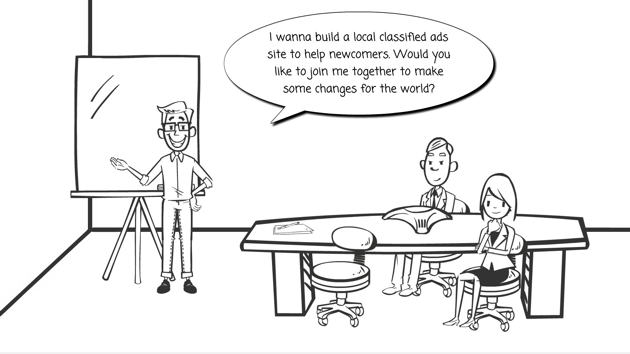 I wanna build a local classified ads
site to help newcomers. Would you
like to join me together to make
some changes for the world?